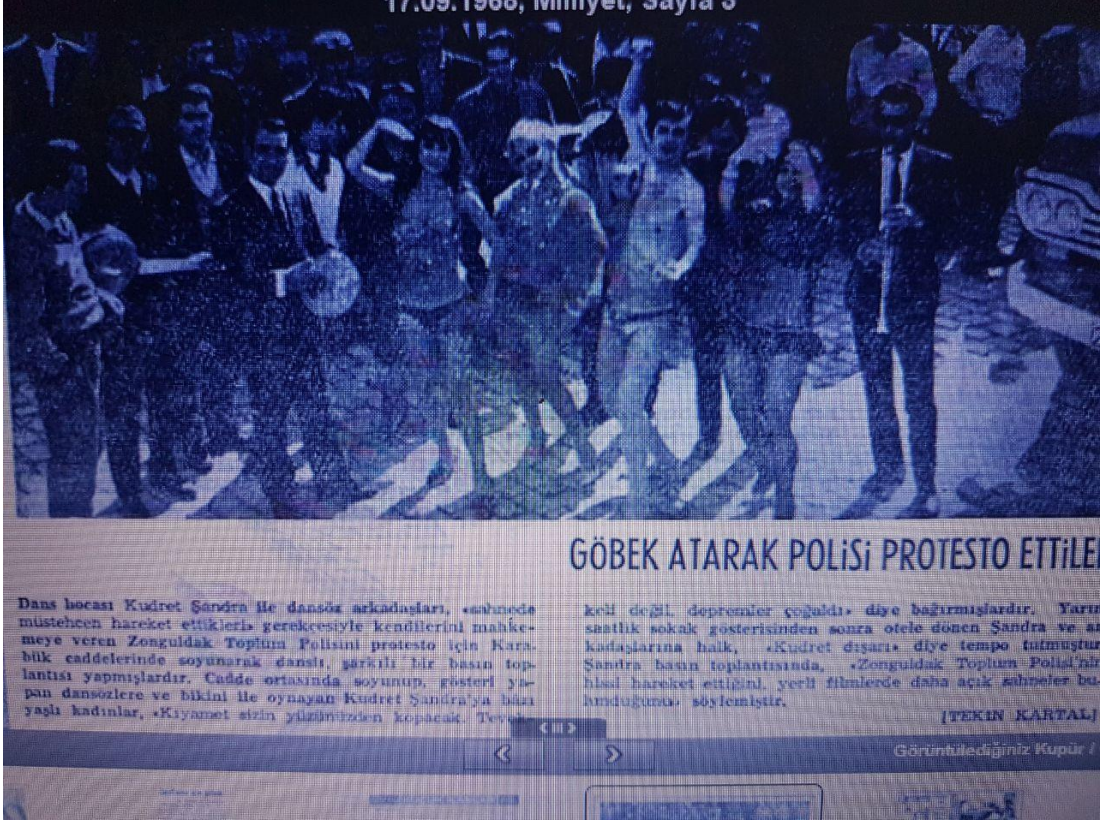 17.09.1968, Milliyet, Sayfa 3
GÖBEK ATARAK POLİSİ PROTESTO ETTİLE
Dans hocası Kudret Şandra ile dansöz arkadaşları, «sahnede
müstehcen hareket ettikleri» gerekçesiyle kendilerini mahke-
meye veren Zonguldak Toplum Polisini protesto için Kara-
bük caddelerinde soyunarak danslı, şarkılı bir basın top-
lantısı yapmışlardır. Cadde ortasında soyunup, gösteri ya-
pan dansözlere ve bikini ile oynayan Kudret Şandra'ya bazı
yaşlı kadınlar, «Kıyamet sizin yüzünüzden kopacak.
keli değil, depremler çoğaldı» diye bağırmışlardır. Yarım
saatlik sokak gösterisinden sonra otele dönen Şandra ve ar
kadaşlarına halk, «Kudret dışarı» diye tempo tutmuştur
Şandra basın toplantısında, «Zonguldak Toplum Polisi'nin
hissi hareket ettiğini, yerli filmlerde daha açık sahneler bu-
lunduğunu» söylemiştir.
[TEKİN KARTAL]
Görüntülediğiniz Kupür